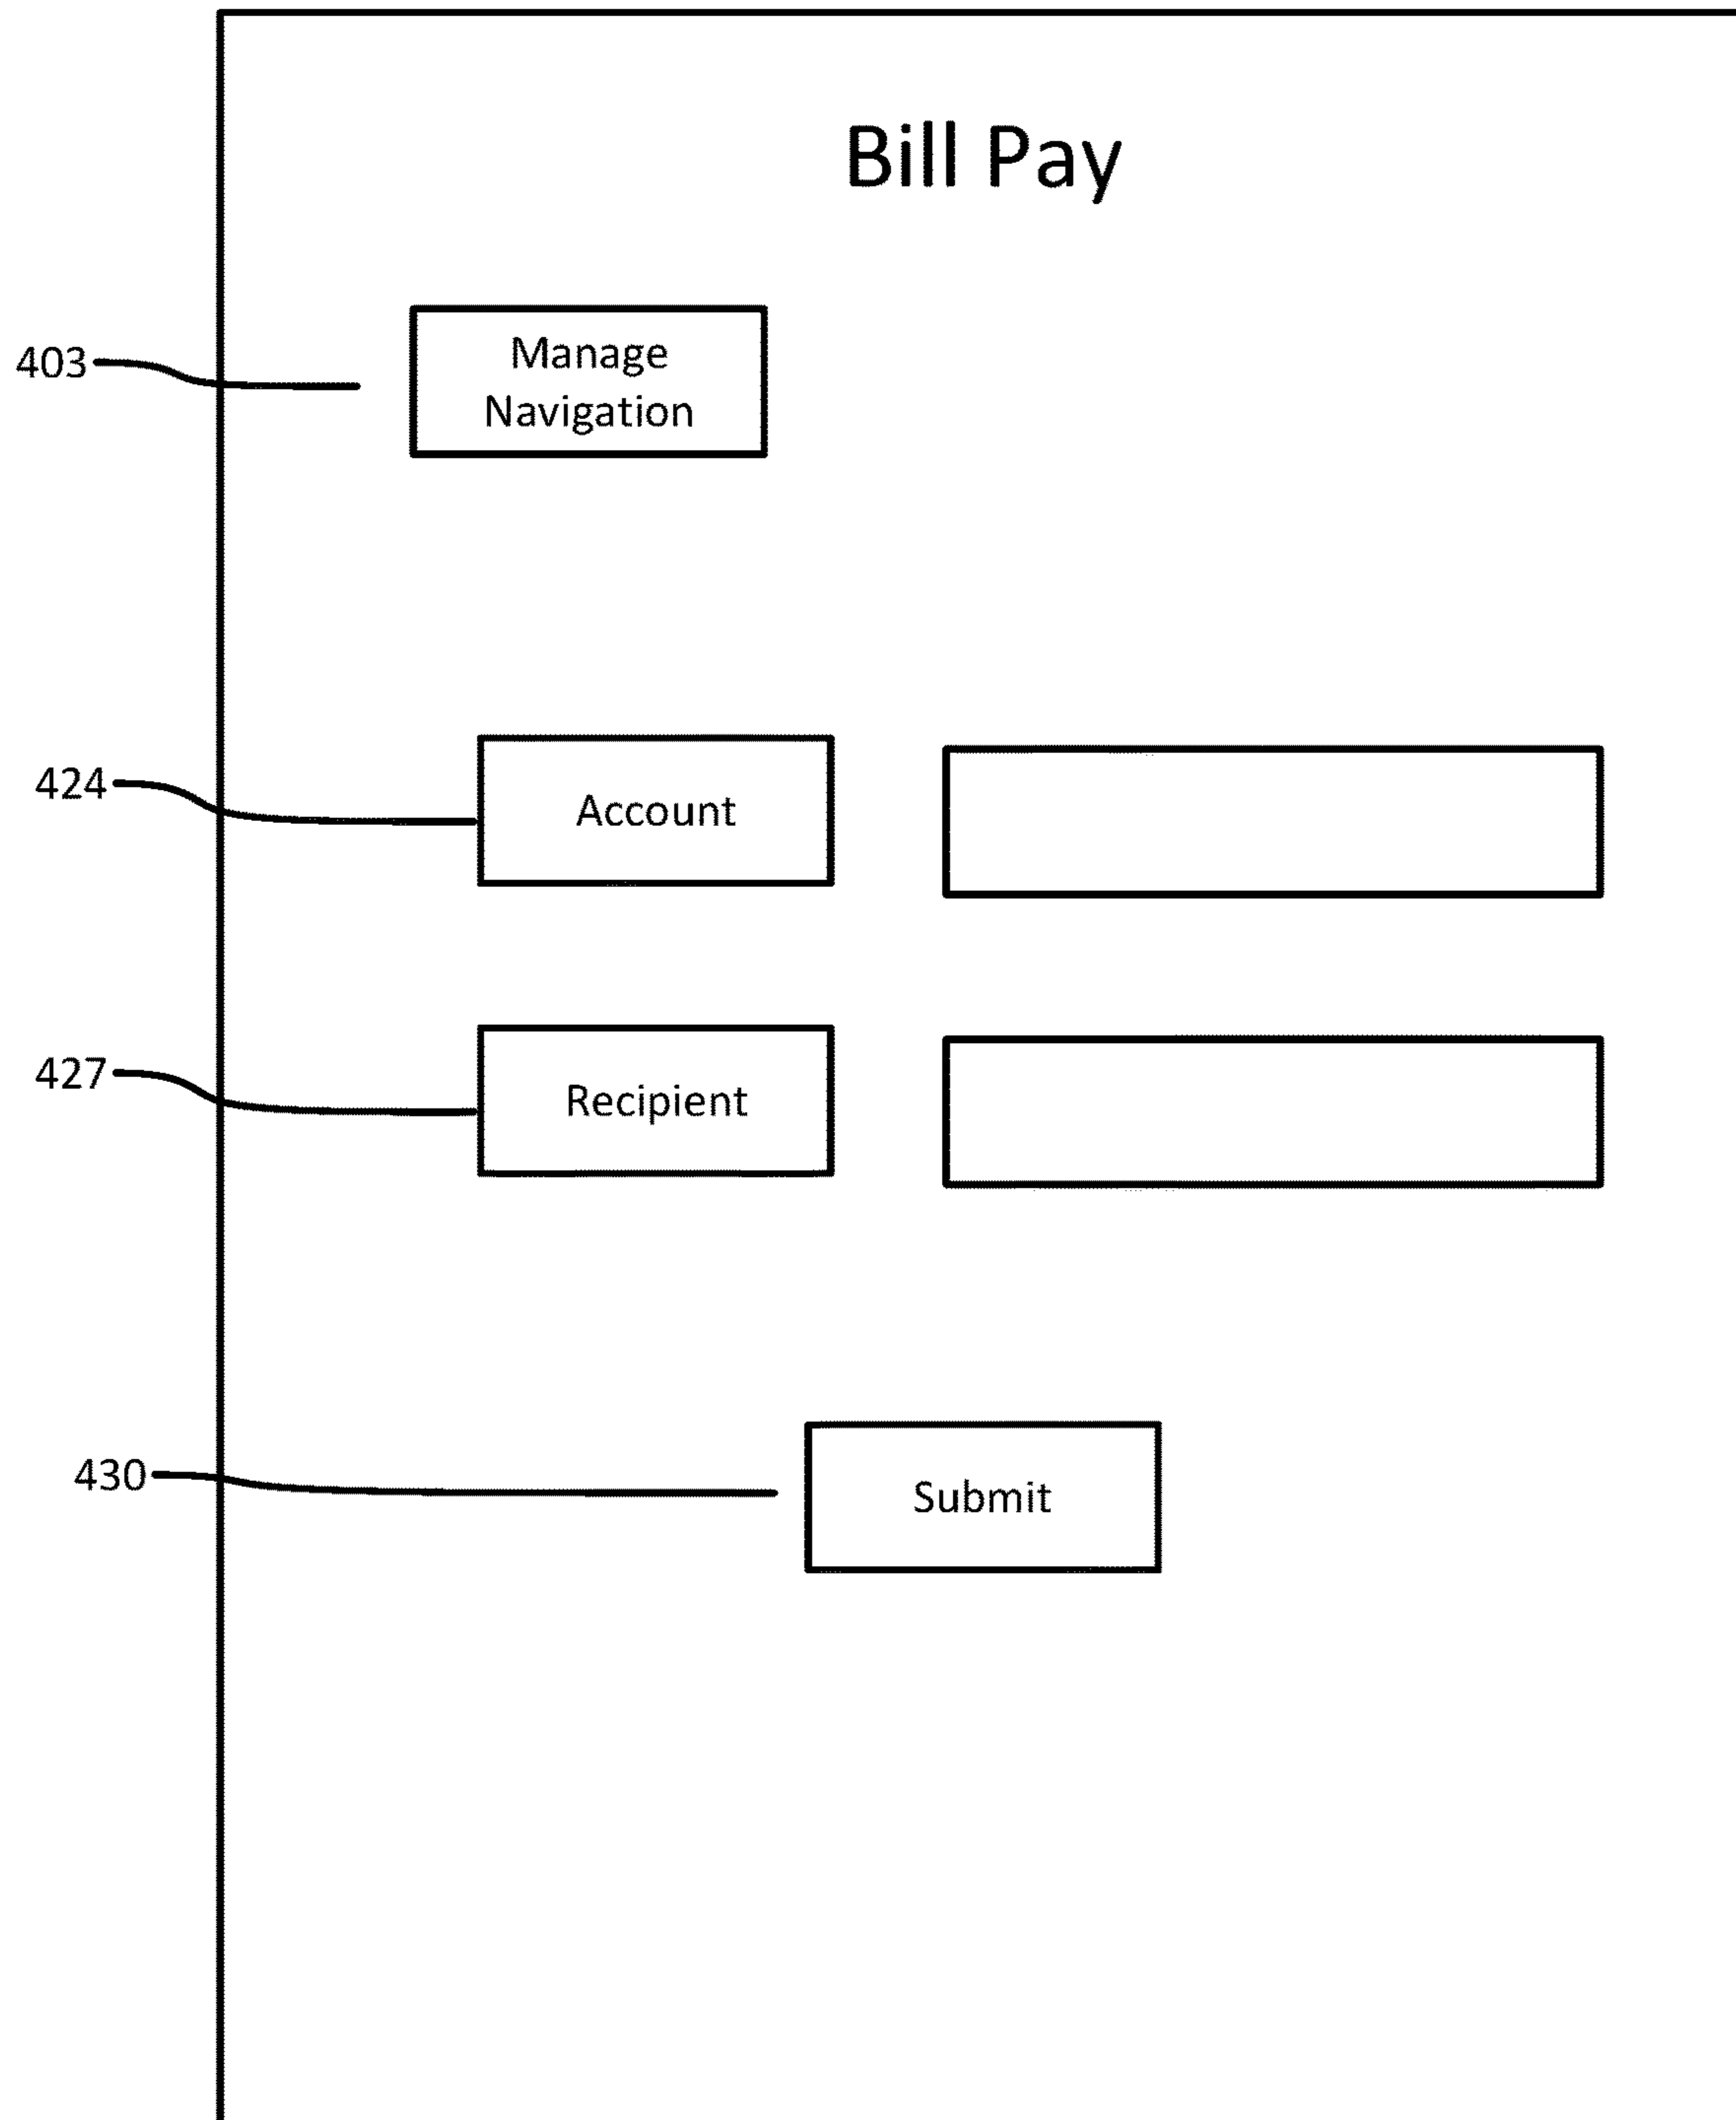 Bill Pay
403
Manage
Navigation
424
Account
427
Recipient
430
Submit